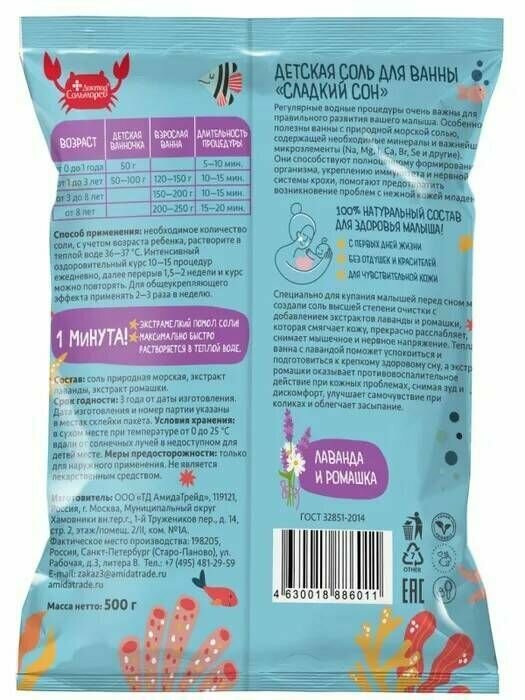 Доктор
Сольморей
ВОЗРАСТ
ДЕТСКАЯ ВАННОЧКА
ВЗРОСЛАЯ ВАННА
ДЛИТЕЛЬНОСТЬ ПРОЦЕДУРЫ
от 0 до 1 года 50 г 5–10 мин.
от 1 до 3 лет 50–100 г 120–150 г 10–15 мин.
от 3 до 8 лет 150–200 г 10–15 мин.
от 8 лет 200–250 г 15–20 мин.
Способ применения: необходимое количество
соли, с учетом возраста ребенка, растворите в
теплой воде 36–37 °С. Интенсивный
оздоровительный курс 10–15 процедур
ежедневно, далее перерыв 1,5–2 недели и курс
можно повторять. Для общеукрепляющего
эффекта применять 2–3 раза в неделю.
1 МИНУТА!
ЭКСТРАМЕЛКИЙ ПОМОЛ СОЛИ
МАКСИМАЛЬНО БЫСТРО
РАСТВОРЯЕТСЯ В ТЕПЛОЙ ВОДЕ.
Состав: соль природная морская, экстракт
лаванды, экстракт ромашки.
Срок годности: 3 года от даты изготовления.
Дата изготовления и номер партии указаны
в местах склейки пакета. Условия хранения:
в сухом месте при температуре от 0 до 25 °С
вдали от солнечных лучей в недоступном для
детей месте. Меры предосторожности: только
для наружного применения. Не является
лекарственным средством.
Изготовитель: ООО «ТД АмидаТрейд», 119121,
Россия, г. Москва, Муниципальный округ
Хамовники вн.тер.г., 1-й Тружеников пер., д. 14,
стр. 2, этаж/помещ. 2/II, ком. №1А.
Фактическое место производства: 198205,
Россия, Санкт-Петербург (Старо-Паново), ул.
Рабочая, д.3, литера В. Тел.: +7 (495) 481-29-59
E-mail: zakaz3@amidatrade.ru
amidatrade.ru
Масса нетто: 500 г
ДЕТСКАЯ СОЛЬ ДЛЯ ВАННЫ
«СЛАДКИЙ СОН»
Регулярные водные процедуры очень важны для
правильного развития вашего малыша. Особенно
полезны ванны с природной морской солью,
содержащей необходимые минералы и важнейшие
микроэлементы (Na, Mg, I, Ca, Br, Se и другие).
Они способствуют полноценному формированию
организма, укреплению иммунитета и нервной
системы крохи, помогают предотвратить
возникновение проблем с нежной кожей младенца
100% НАТУРАЛЬНЫЙ СОСТАВ
ДЛЯ ЗДОРОВЬЯ МАЛЫША!
С ПЕРВЫХ ДНЕЙ ЖИЗНИ
БЕЗ ОТДУШЕК И КРАСИТЕЛЕЙ
ДЛЯ ЧУВСТВИТЕЛЬНОЙ КОЖИ
Специально для купания малышей перед сном мы
создали соль высшей степени очистки с
добавлением экстрактов лаванды и ромашки,
которая смягчает кожу, прекрасно расслабляет,
снимает мышечное и нервное напряжение.
ванна с лавандой поможет успокоиться и
подготовиться к крепкому здоровому сну, а
ромашки оказывает противовоспалительное
действие при кожных проблемах, снимая зуд и
дискомфорт, улучшает самочувствие при
коликах и облегчает засыпание.
ЛАВАНДА
И РОМАШКА
ГОСТ 32851-2014
4 630018 886011
7
OTHER
EAC